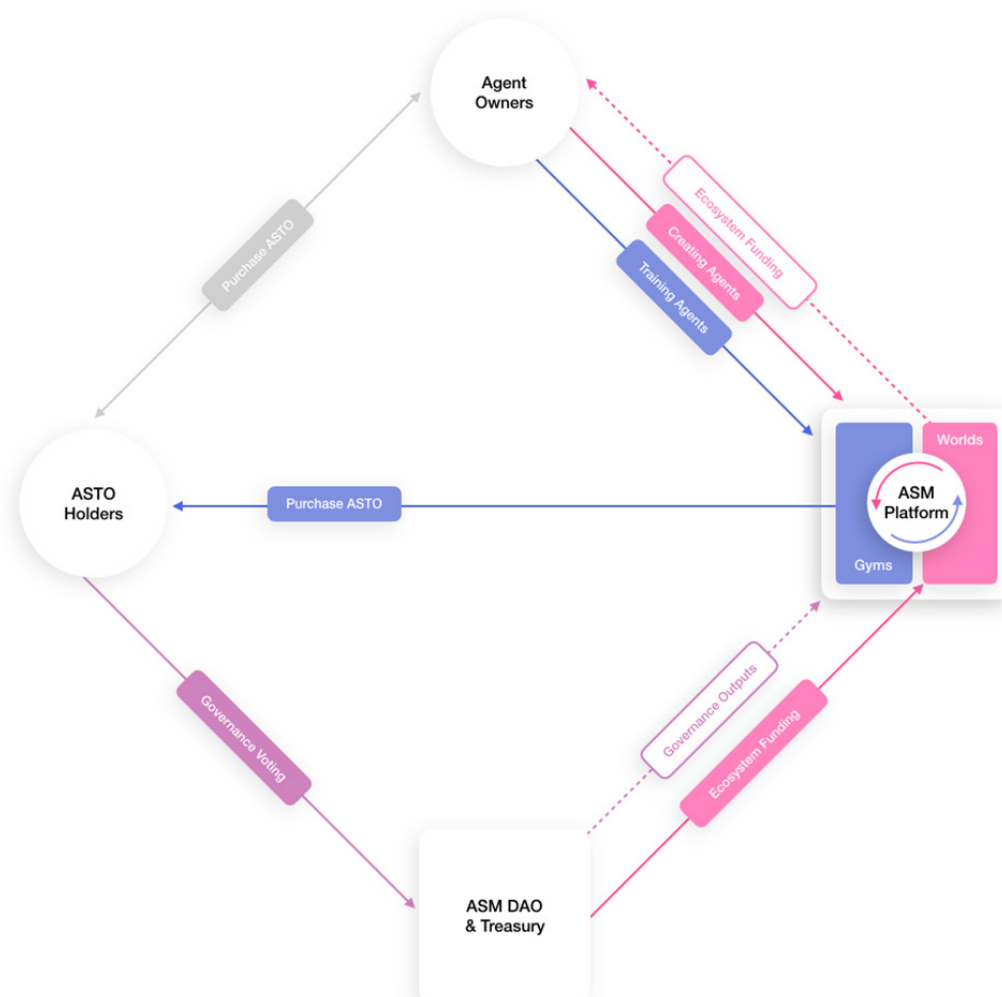 Agent
Owners
Purchase ASTO
Ecosystem Funding
Creating Agents
Training Agents
ASTO
Holders
Purchase ASTO
Worlds
ASM
Platform
Gyms
Governance Voting
Governance Outputs
Ecosystem Funding
ASM DAO
& Treasury